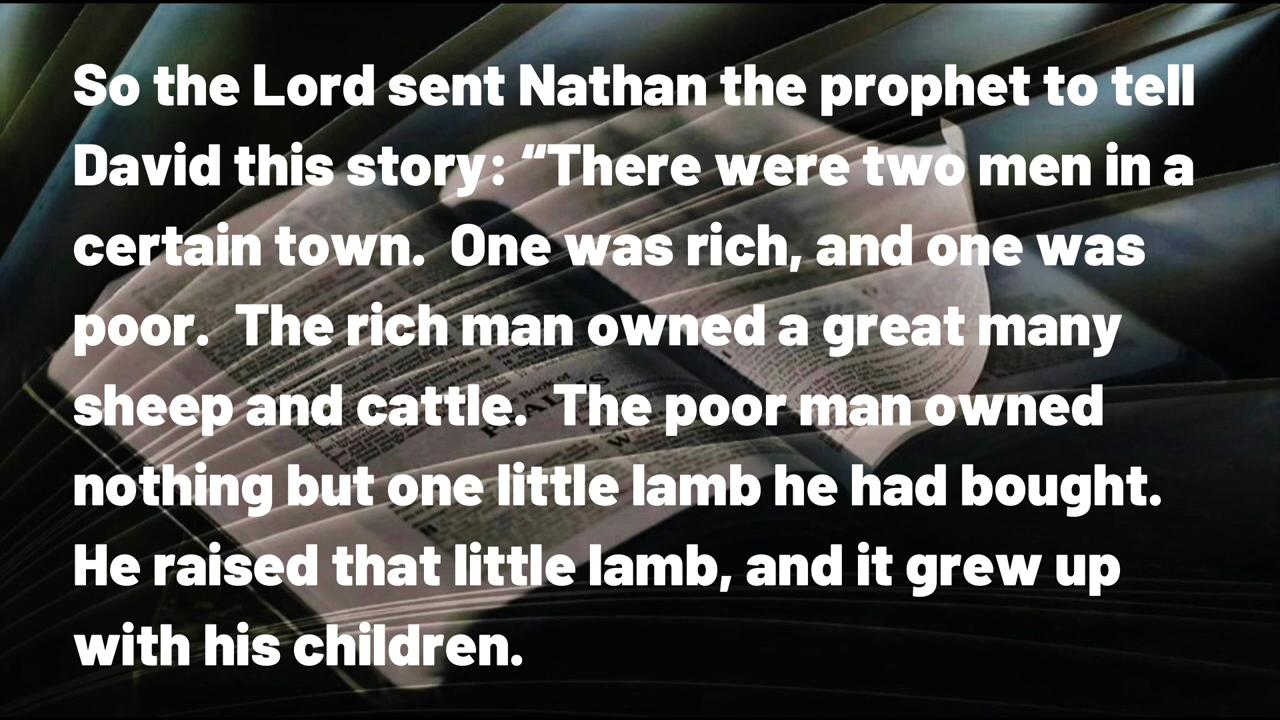 So the Lord sent Nathan the prophet to tell
David this story: “There were two men in a
certain town.  One was rich, and one was
poor.  The rich man owned a great many
sheep and cattle.  The poor man owned
nothing but one little lamb he had bought.
He raised that little lamb, and it grew up
with his children.